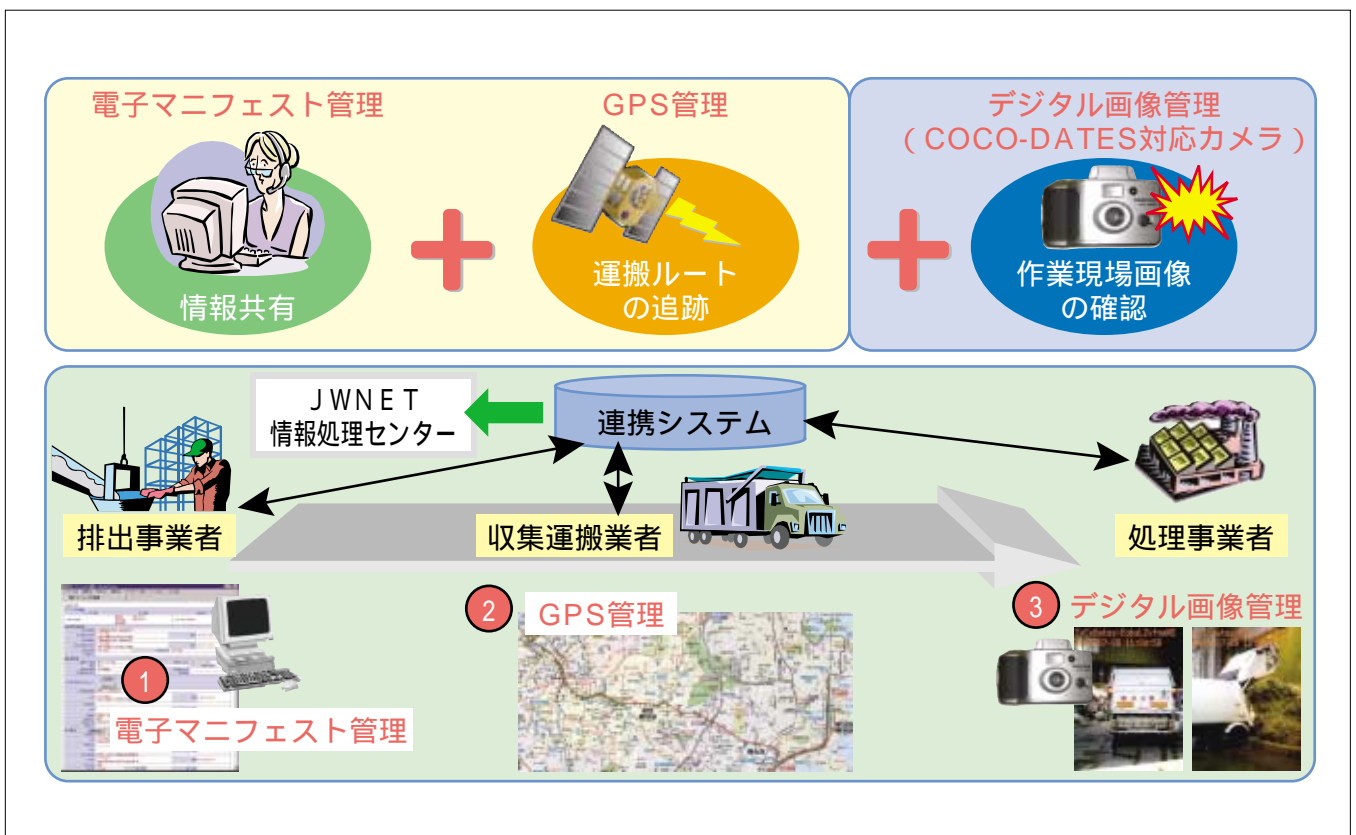 電子マニフェスト管理
情報共有
GPS管理
運搬ルート
の追跡
デジタル画像管理
(COCO-DATES対応カメラ)
作業現場画像
の確認
JWNET
情報処理センター
連携システム
排出事業者
収集運搬業者
処理事業者
1
電子マニフェスト管理
2
GPS管理
3
デジタル画像管理